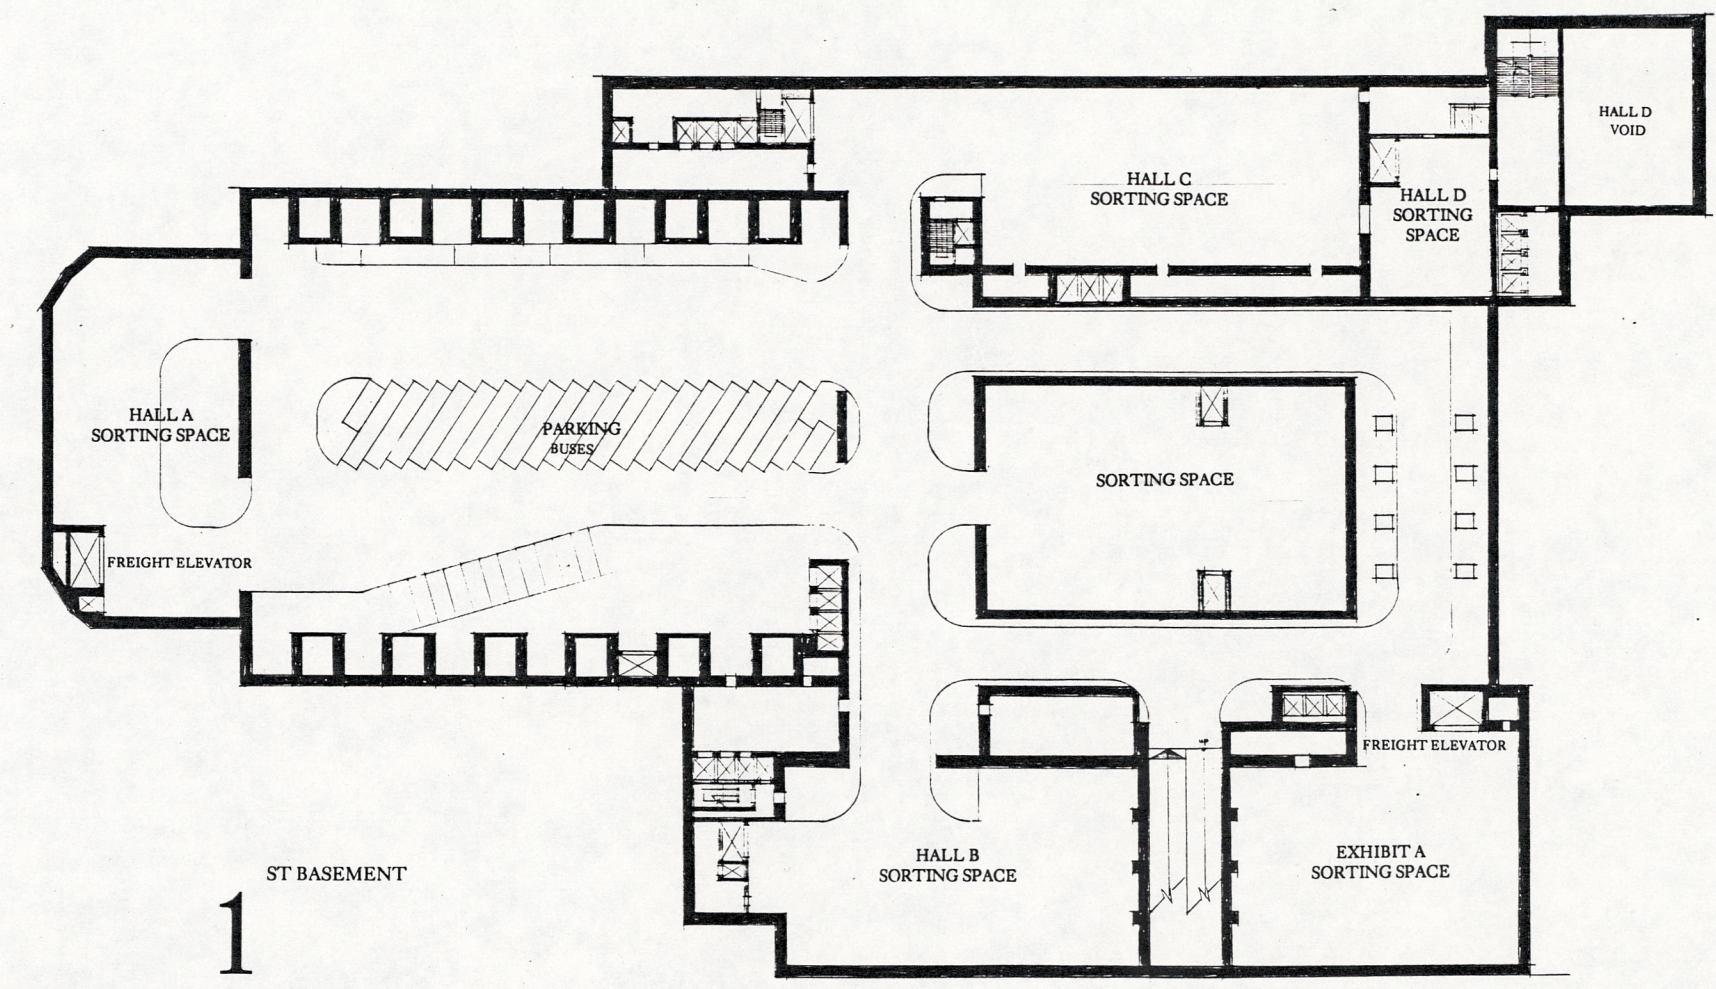 HALL D
VOID
HALL C
SORTING SPACE
HALL D
SORTING
SPACE
HALL A
SORTING SPACE
PARKING
BUSES
SORTING SPACE
FREIGHT ELEVATOR
UP
FREIGHT ELEVATOR
HALL B
SORTING SPACE
EXHIBIT A
SORTING SPACE
ST BASEMENT
1